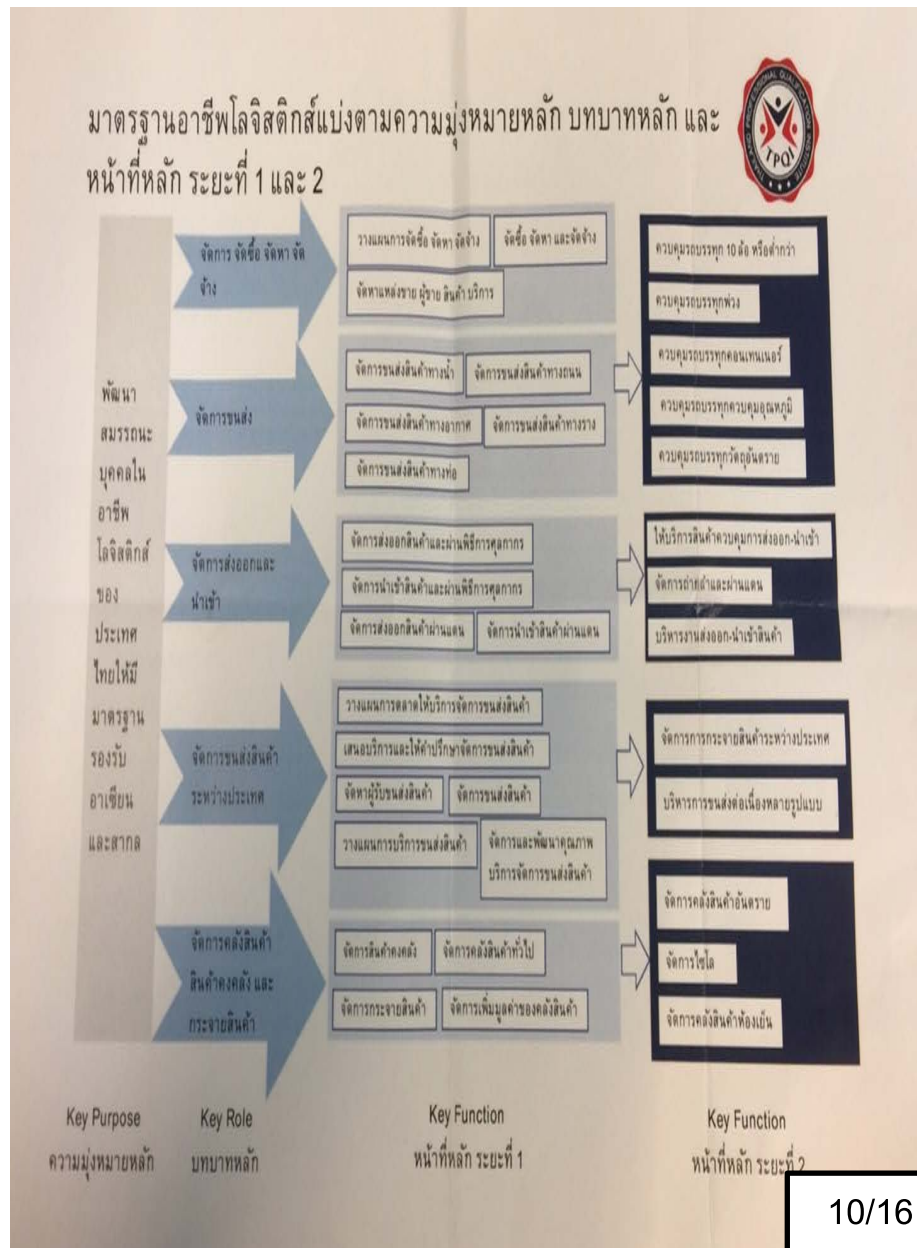 มาตรฐานอาชีพโลจิสติกส์แบ่งตามความมุ่งหมายหลัก บทบาทหลัก และ
หน้าที่หลัก ระยะที่ 1 และ 2
THAILAND PROFESSIONAL QUALIFICATION INSTITUTE
TPQI
พัฒนา
สมรรถนะ
บุคคลใน
อาชีพ
โลจิสติกส์
ของ
ประเทศ
ไทยให้มี
มาตรฐาน
รองรับ
อาเซียน
และสากล
จัดการ จัดซื้อ จัดหา จัด
จ้าง
วางแผนการจัดซื้อ จัดหา จัดจ้าง
จัดซื้อ จัดหา และจัดจ้าง
จัดหาแหล่งขาย ผู้ขาย สินค้า บริการ
จัดการขนส่ง
จัดการขนส่งสินค้าทางน้ำ
จัดการขนส่งสินค้าทางถนน
จัดการขนส่งสินค้าทางอากาศ
จัดการขนส่งสินค้าทางราง
จัดการขนส่งสินค้าทางท่อ
ควบคุมรถบรรทุก 10 ล้อ หรือต่ำกว่า
ควบคุมรถบรรทุกพ่วง
ควบคุมรถบรรทุกคอนเทนเนอร์
ควบคุมรถบรรทุกควบคุมอุณหภูมิ
ควบคุมรถบรรทุกวัตถุอันตราย
จัดการส่งออกและ
นำเข้า
จัดการส่งออกสินค้าและผ่านพิธีการศุลกากร
จัดการนำเข้าสินค้าและผ่านพิธีการศุลกากร
จัดการส่งออกสินค้าผ่านแดน
จัดการนำเข้าสินค้าผ่านแดน
ให้บริการสินค้าควบคุมการส่งออก-นำเข้า
จัดการถ่ายลำและผ่านแดน
บริหารงานส่งออก-นำเข้าสินค้า
จัดการขนส่งสินค้า
ระหว่างประเทศ
วางแผนการตลาดให้บริการจัดการขนส่งสินค้า
เสนอบริการและให้คำปรึกษาจัดการขนส่งสินค้า
จัดหาผู้รับขนส่งสินค้า
จัดการขนส่งสินค้า
วางแผนการบริการขนส่งสินค้า
จัดการและพัฒนาคุณภาพ
บริการจัดการขนส่งสินค้า
จัดการการกระจายสินค้าระหว่างประเทศ
บริหารการขนส่งต่อเนื่องหลายรูปแบบ
จัดการคลังสินค้า
สินค้าคงคลัง และ
กระจายสินค้า
จัดการสินค้าคงคลัง
จัดการคลังสินค้าทั่วไป
จัดการกระจายสินค้า
จัดการเพิ่มมูลค่าของคลังสินค้า
จัดการคลังสินค้าอันตราย
จัดการไซโล
จัดการคลังสินค้าห้องเย็น
Key Purpose
ความมุ่งหมายหลัก
Key Role
บทบาทหลัก
Key Function
หน้าที่หลัก ระยะที่ 1
Key Function
หน้าที่หลัก ระยะที่ 2
10/16